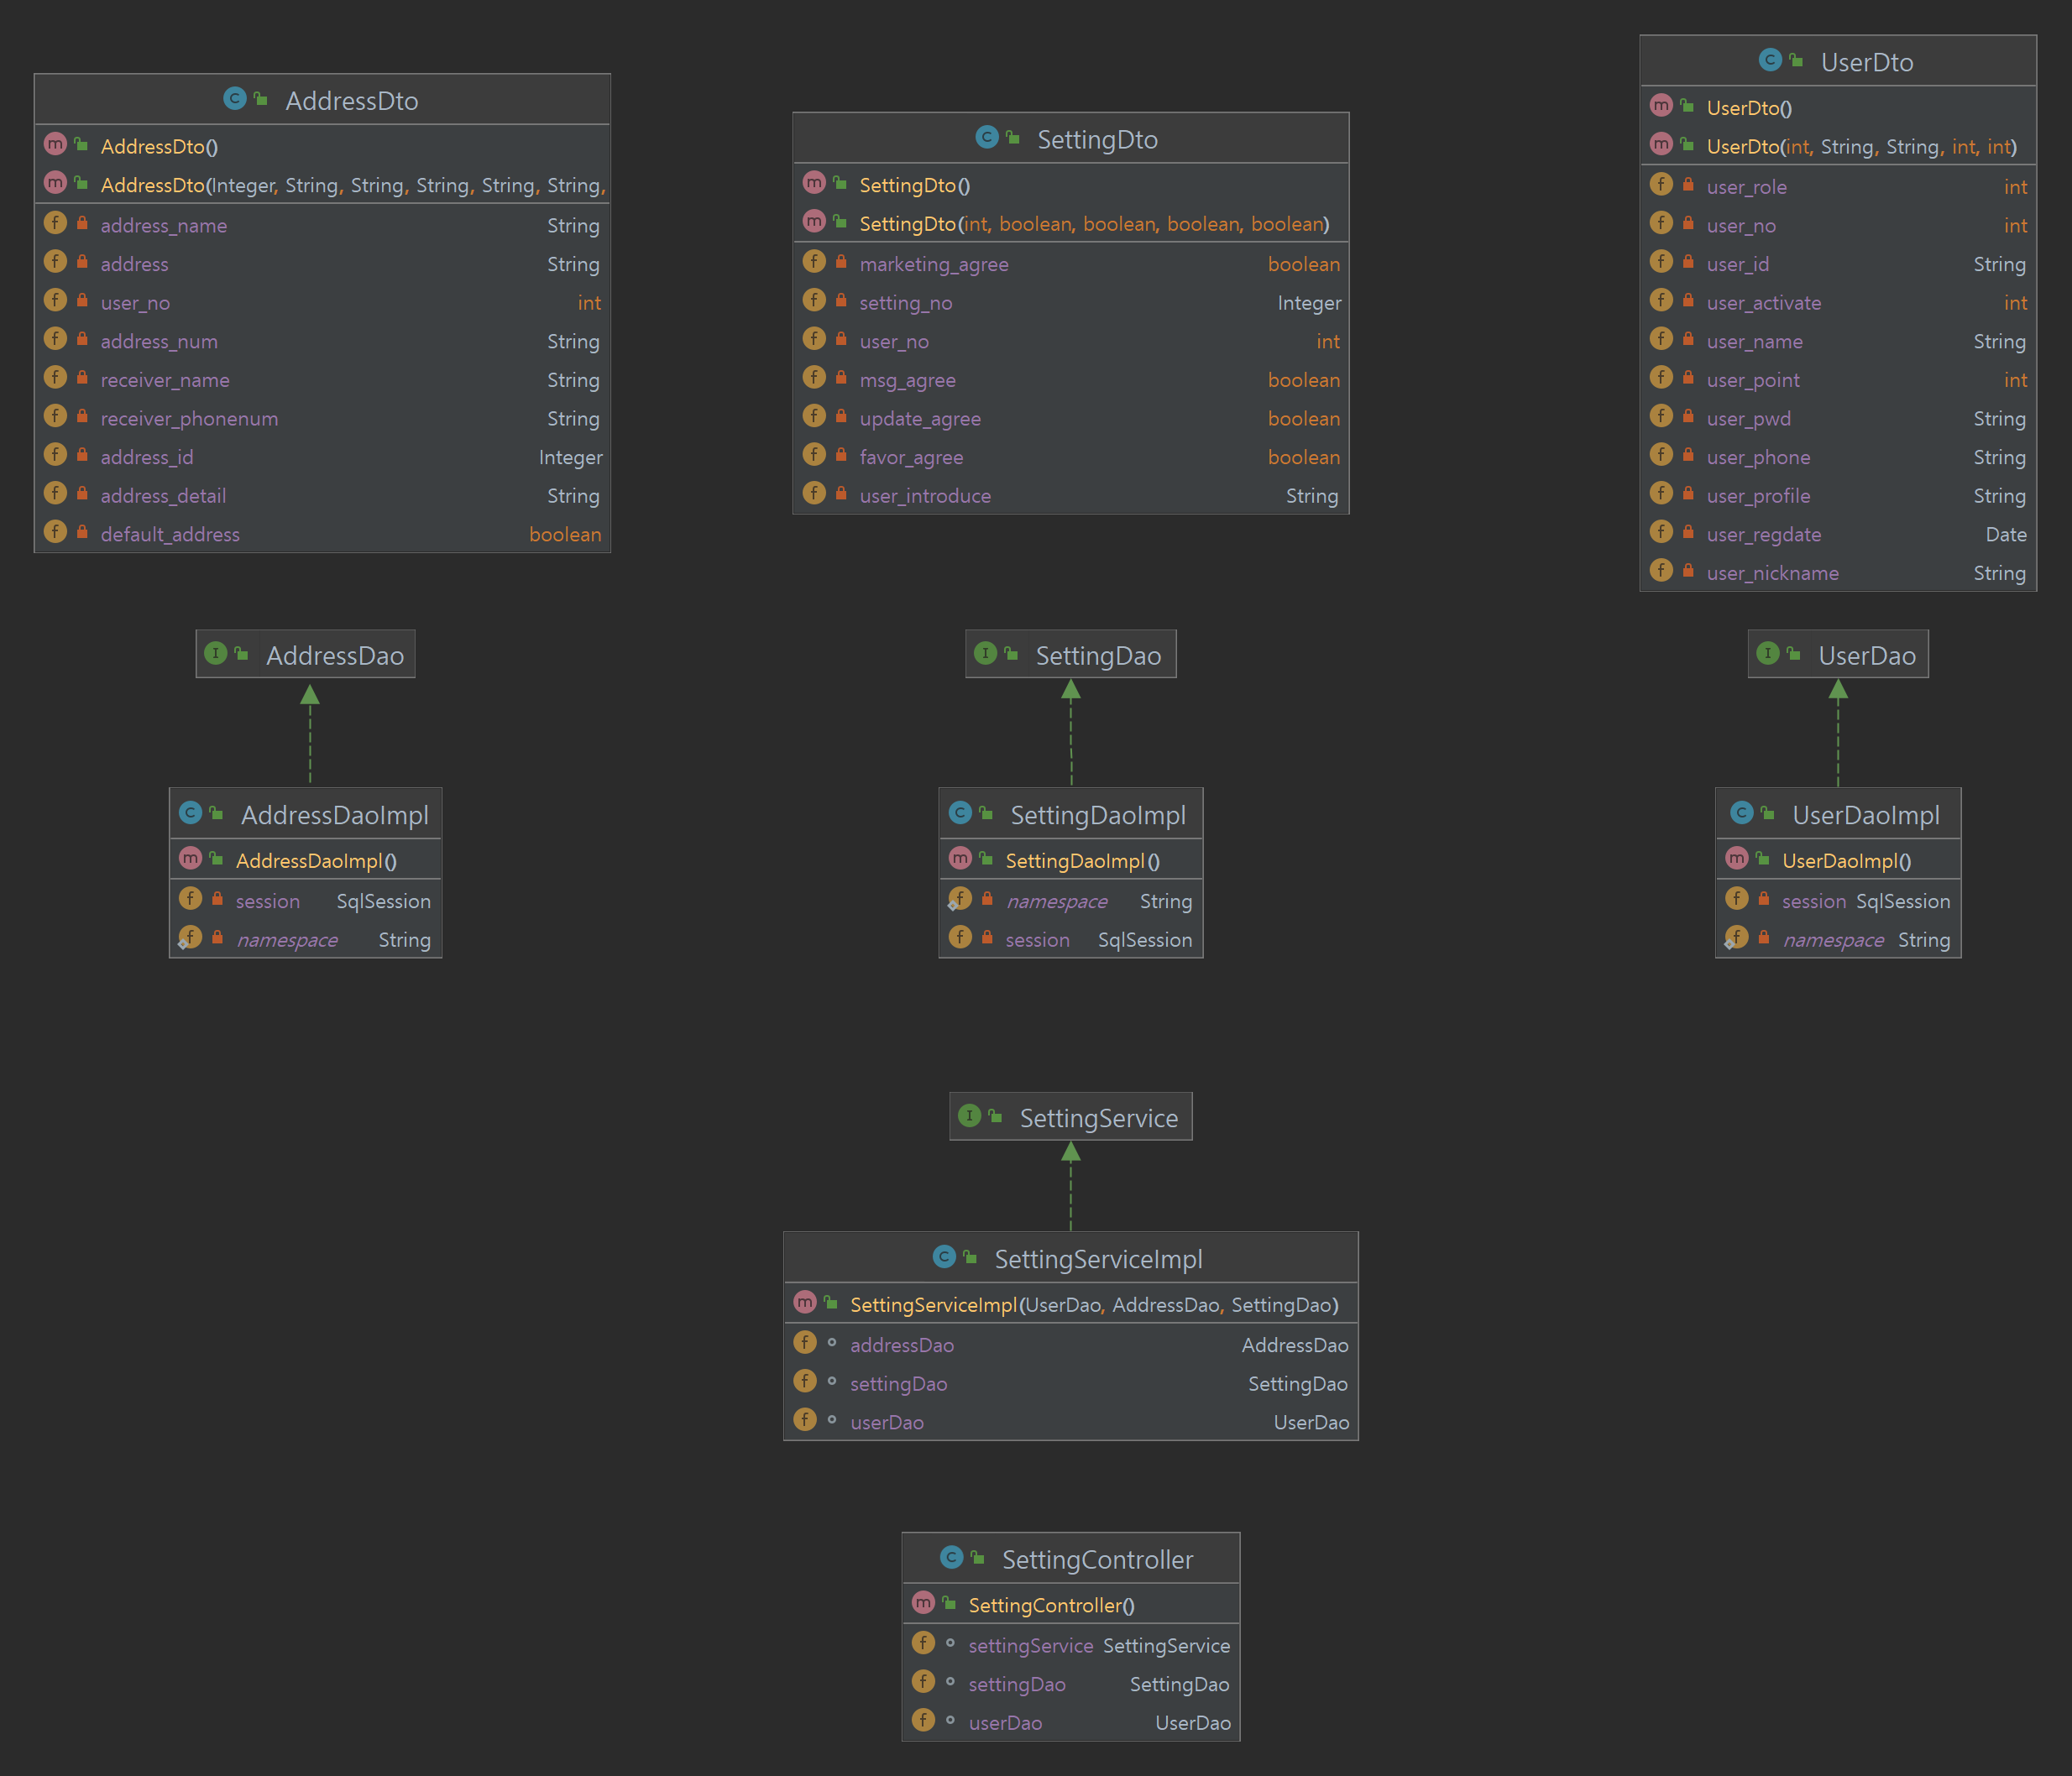 AddressDto
AddressDto()
AddressDto(Integer, String, String, String, String, String,
address_name String
address String
user_no int
address_num String
receiver_name String
receiver_phonenum String
address_id Integer
address_detail String
default_address boolean
SettingDto
SettingDto()
SettingDto(int, boolean, boolean, boolean, boolean)
marketing_agree boolean
setting_no Integer
user_no int
msg_agree boolean
update_agree boolean
favor_agree boolean
user_introduce String
UserDto
UserDto()
UserDto(int, String, String, int, int)
user_role int
user_no int
user_id String
user_activate int
user_name String
user_point int
user_pwd String
user_phone String
user_profile String
user_regdate Date
user_nickname String
AddressDao
SettingDao
UserDao
AddressDaoImpl
AddressDaoImpl()
session SqlSession
namespace String
SettingDaoImpl
SettingDaoImpl()
namespace String
session SqlSession
UserDaoImpl
UserDaoImpl()
session SqlSession
namespace String
SettingService
SettingServiceImpl
SettingServiceImpl(UserDao, AddressDao, SettingDao)
addressDao AddressDao
settingDao SettingDao
userDao UserDao
SettingController
SettingController()
settingService SettingService
settingDao SettingDao
userDao UserDao